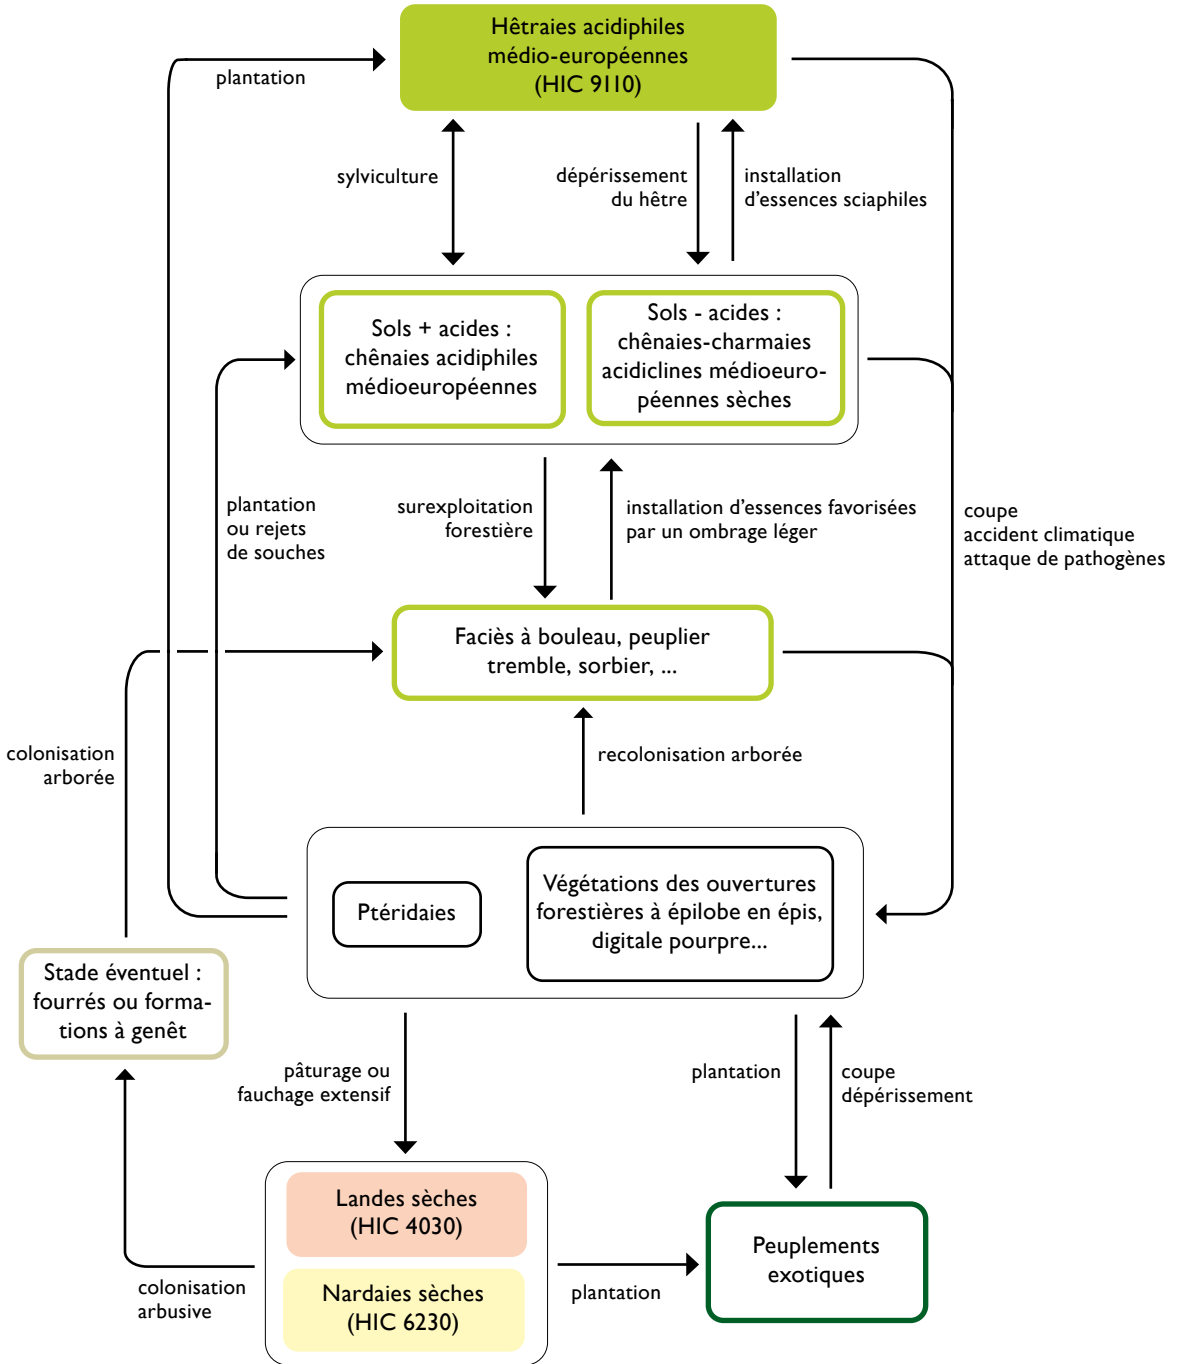 Hêtraies acidiphiles
médio-européennes
(HIC 9110)
plantation
sylviculture
dépérissement
du hêtre
installation
d'essences sciaphiles
Sols + acides :
chênaies acidiphiles
médioeuropéennes
Sols - acides :
chênaies-charmaies
acidiclines médioeuro-
péennes sèches
plantation
ou rejets
de souches
surexploitation
forestière
installation d'essences favorisées
par un ombrage léger
coupe
accident climatique
attaque de pathogènes
Faciès à bouleau, peuplier
tremble, sorbier, ...
colonisation
arborée
recolonisation arborée
Ptéridaies
Végétations des ouvertures
forestières à épilobe en épis,
digitale pourpre...
Stade éventuel :
fourrés ou forma-
tions à genêt
pâturage ou
fauchage extensif
plantation
coupe
dépérissement
Landes sèches
(HIC 4030)
Nardaies sèches
(HIC 6230)
colonisation
arbusive
plantation
Peuplements
exotiques